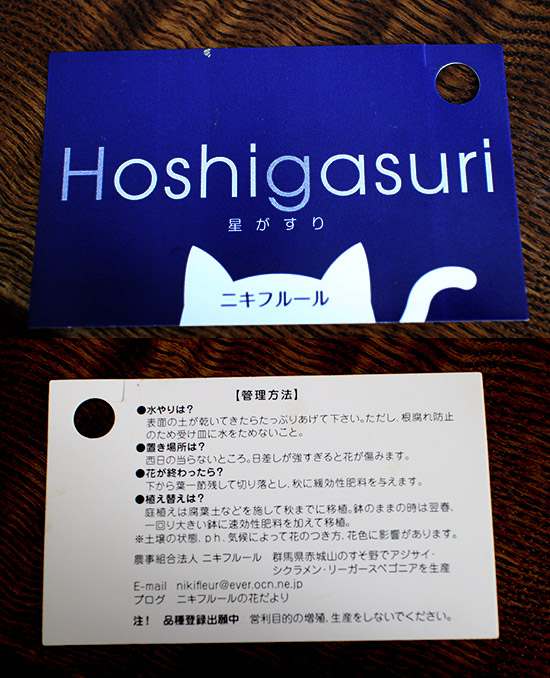 Hoshigasuri
星がすり
ニキフルール
【管理方法】
●水やりは?
表面の土が乾いてきたらたっぷりあげて下さい。ただし、根腐れ防止
のため受け皿に水をためないこと。
●置き場所は?
西日の当らないところ。日差しが強すぎると花が傷みます。
●花が終わったら?
下から葉一節残して切り落とし、秋に緩効性肥料を与えます。
●植え替えは?
庭植えは腐葉土などを施して秋までに移植。鉢のままの時は翌春、
一回り大きい鉢に速効性肥料を加えて移植。
※土壌の状態、ph、気候によって花のつき方、花色に影響があります。
農事組合法人 ニキフルール 群馬県赤城山のすそ野でアジサイ・
シクラメン・リーガースベゴニアを生産
E-mail nikifleur@ever.ocn.ne.jp
ブログ ニキフルールの花だより
注! 品種登録出願中 営利目的の増殖、生産をしないでください。